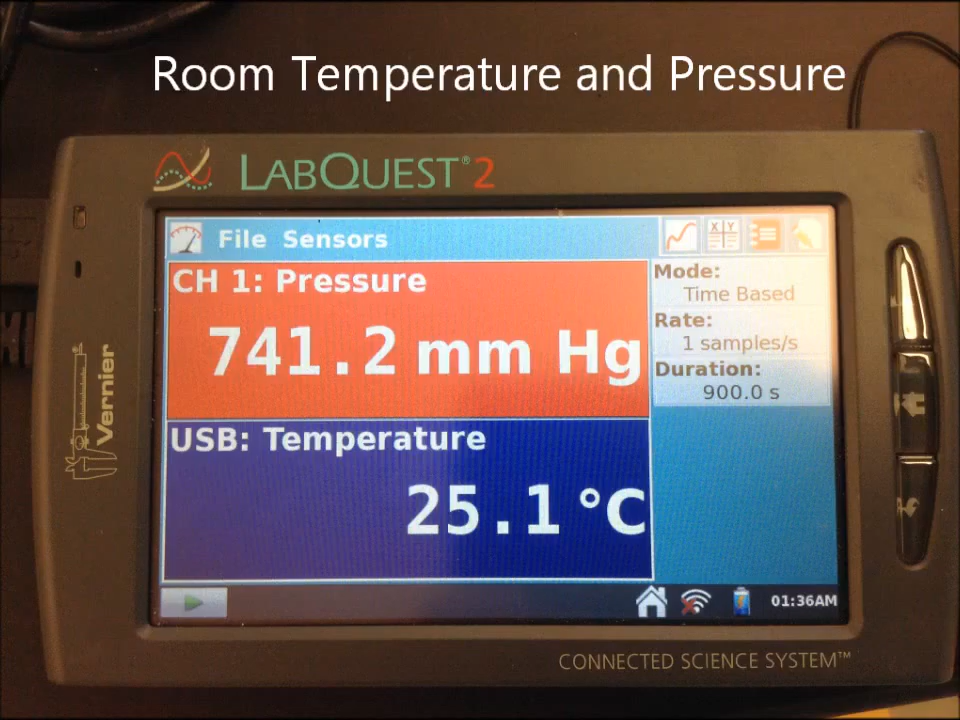 Room Temperature and Pressure
LABQUEST®2
File Sensors
X Y
CH 1: Pressure
741.2 mm Hg
USB: Temperature
25.1 °C
Mode:
Time Based
Rate:
1 samples/s
Duration:
900.0 s
01:36AM
Vernier
CONNECTED SCIENCE SYSTEM™